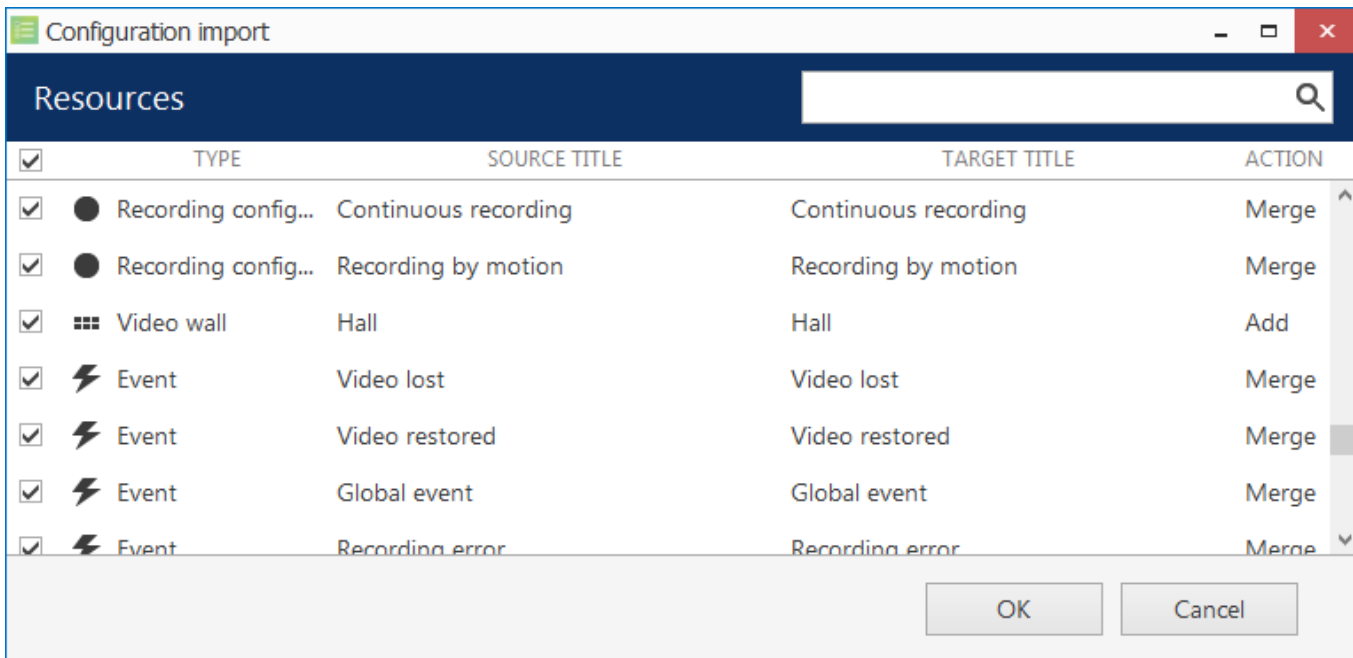 Configuration import
Resources
TYPE SOURCE TITLE TARGET TITLE ACTION
Recording config... Continuous recording Continuous recording Merge
Recording config... Recording by motion Recording by motion Merge
Video wall Hall Hall Add
Event Video lost Video lost Merge
Event Video restored Video restored Merge
Event Global event Global event Merge
Event Recording error Recording error Merge
OK Cancel